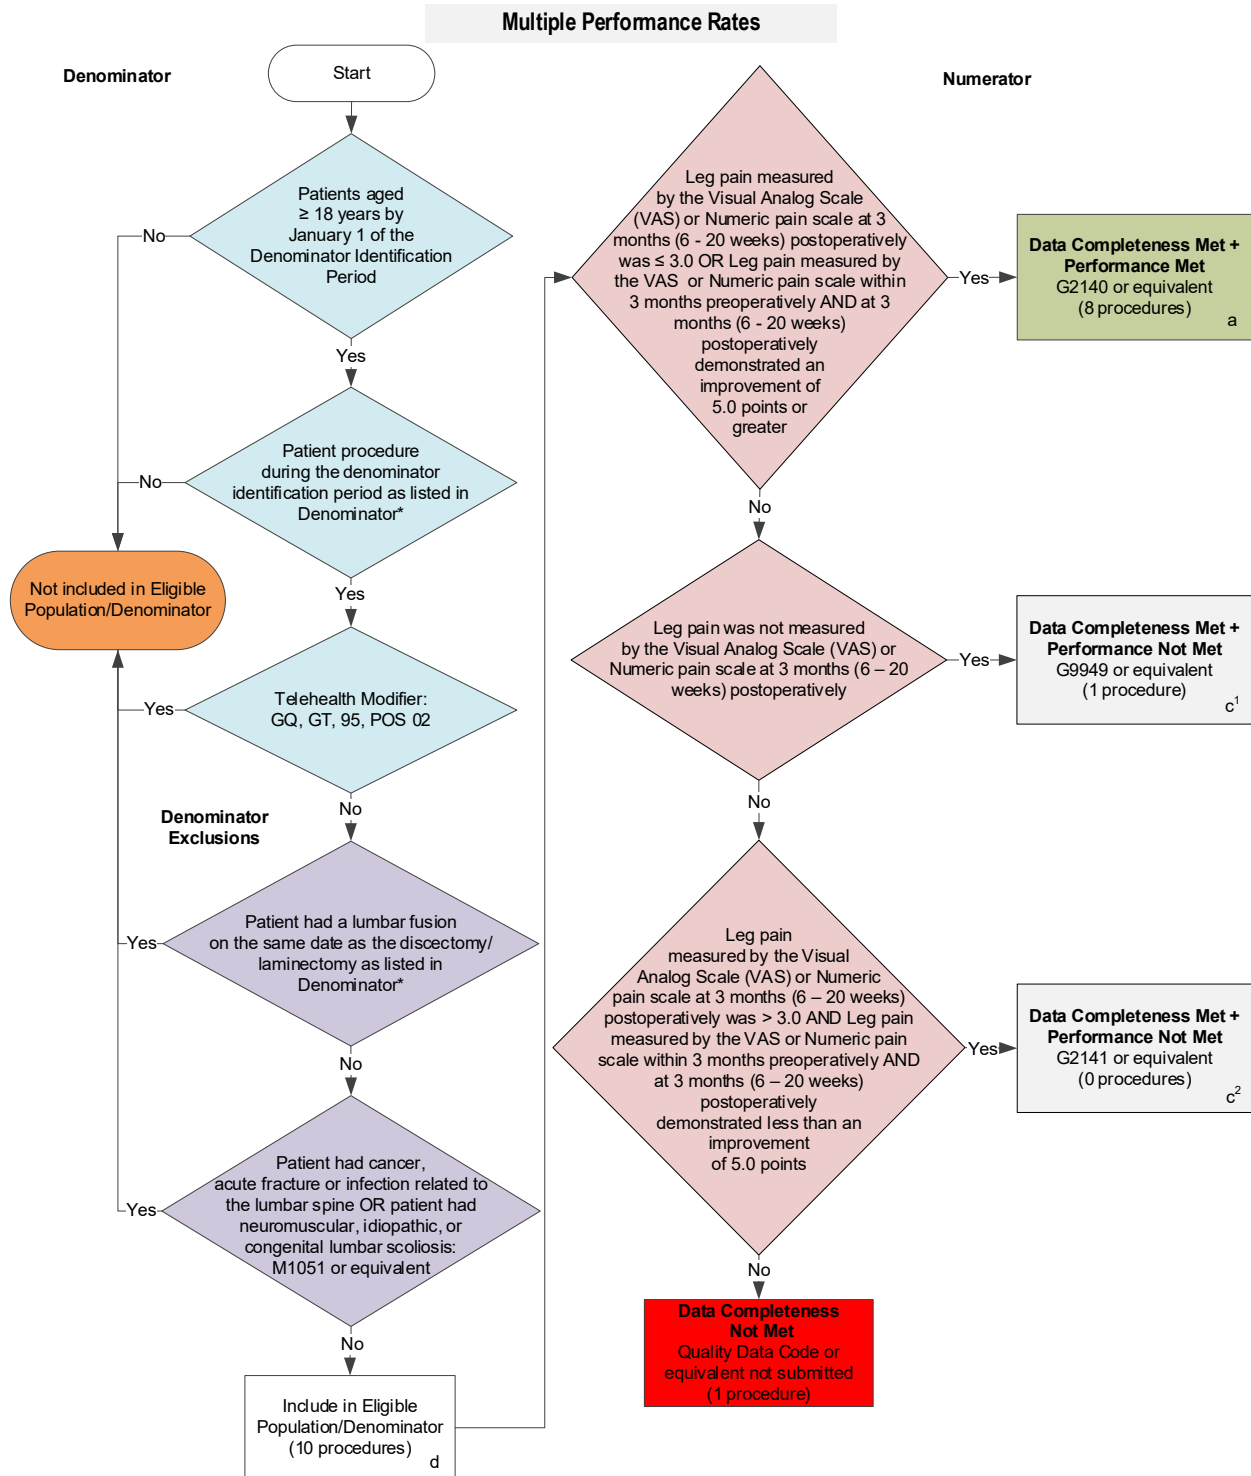 Multiple Performance Rates
Denominator
Start
Patients aged
≥ 18 years by
January 1 of the
Denominator Identification
Period
No
Yes
Patient procedure
during the denominator
identification period as listed in
Denominator*
No
Yes
Not included in Eligible
Population/Denominator
Telehealth Modifier:
GQ, GT, 95, POS 02
Yes
No
Denominator
Exclusions
Patient had a lumbar fusion
on the same date as the discectomy/
laminectomy as listed in
Denominator*
Yes
No
Patient had cancer,
acute fracture or infection related to
the lumbar spine OR patient had
neuromuscular, idiopathic, or
congenital lumbar scoliosis:
M1051 or equivalent
Yes
No
Include in Eligible
Population/Denominator
(10 procedures)
d
Numerator
Leg pain measured
by the Visual Analog Scale
(VAS) or Numeric pain scale at 3
months (6 - 20 weeks) postoperatively
was ≤ 3.0 OR Leg pain measured by
the VAS or Numeric pain scale within
3 months preoperatively AND at 3
months (6 - 20 weeks)
postoperatively
demonstrated an
improvement of
5.0 points or
greater
Yes
Data Completeness Met +
Performance Met
G2140 or equivalent
(8 procedures)
a
No
Leg pain was not measured
by the Visual Analog Scale (VAS) or
Numeric pain scale at 3 months (6 – 20
weeks) postoperatively
Yes
Data Completeness Met +
Performance Not Met
G9949 or equivalent
(1 procedure)
c¹
No
Leg pain
measured by the Visual
Analog Scale (VAS) or Numeric
pain scale at 3 months (6 – 20 weeks)
postoperatively was > 3.0 AND Leg pain
measured by the VAS or Numeric pain
scale within 3 months preoperatively AND
at 3 months (6 – 20 weeks)
postoperatively
demonstrated less than an
improvement
of 5.0 points
Yes
Data Completeness Met +
Performance Not Met
G2141 or equivalent
(0 procedures)
c²
No
Data Completeness
Not Met
Quality Data Code or
equivalent not submitted
(1 procedure)